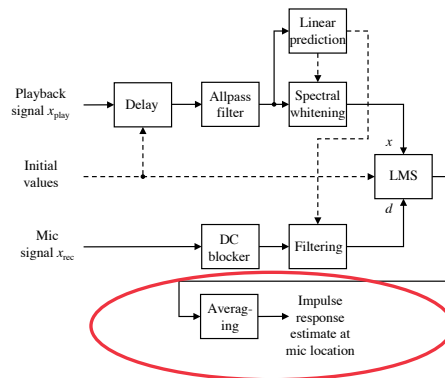 Linear
prediction
Playback
signal x_play
Delay
Allpass
filter
Spectral
whitening
x
Initial
values
LMS
d
Mic
signal x_rec
DC
blocker
Filtering
Averag-
ing
Impulse
response
estimate at
mic location